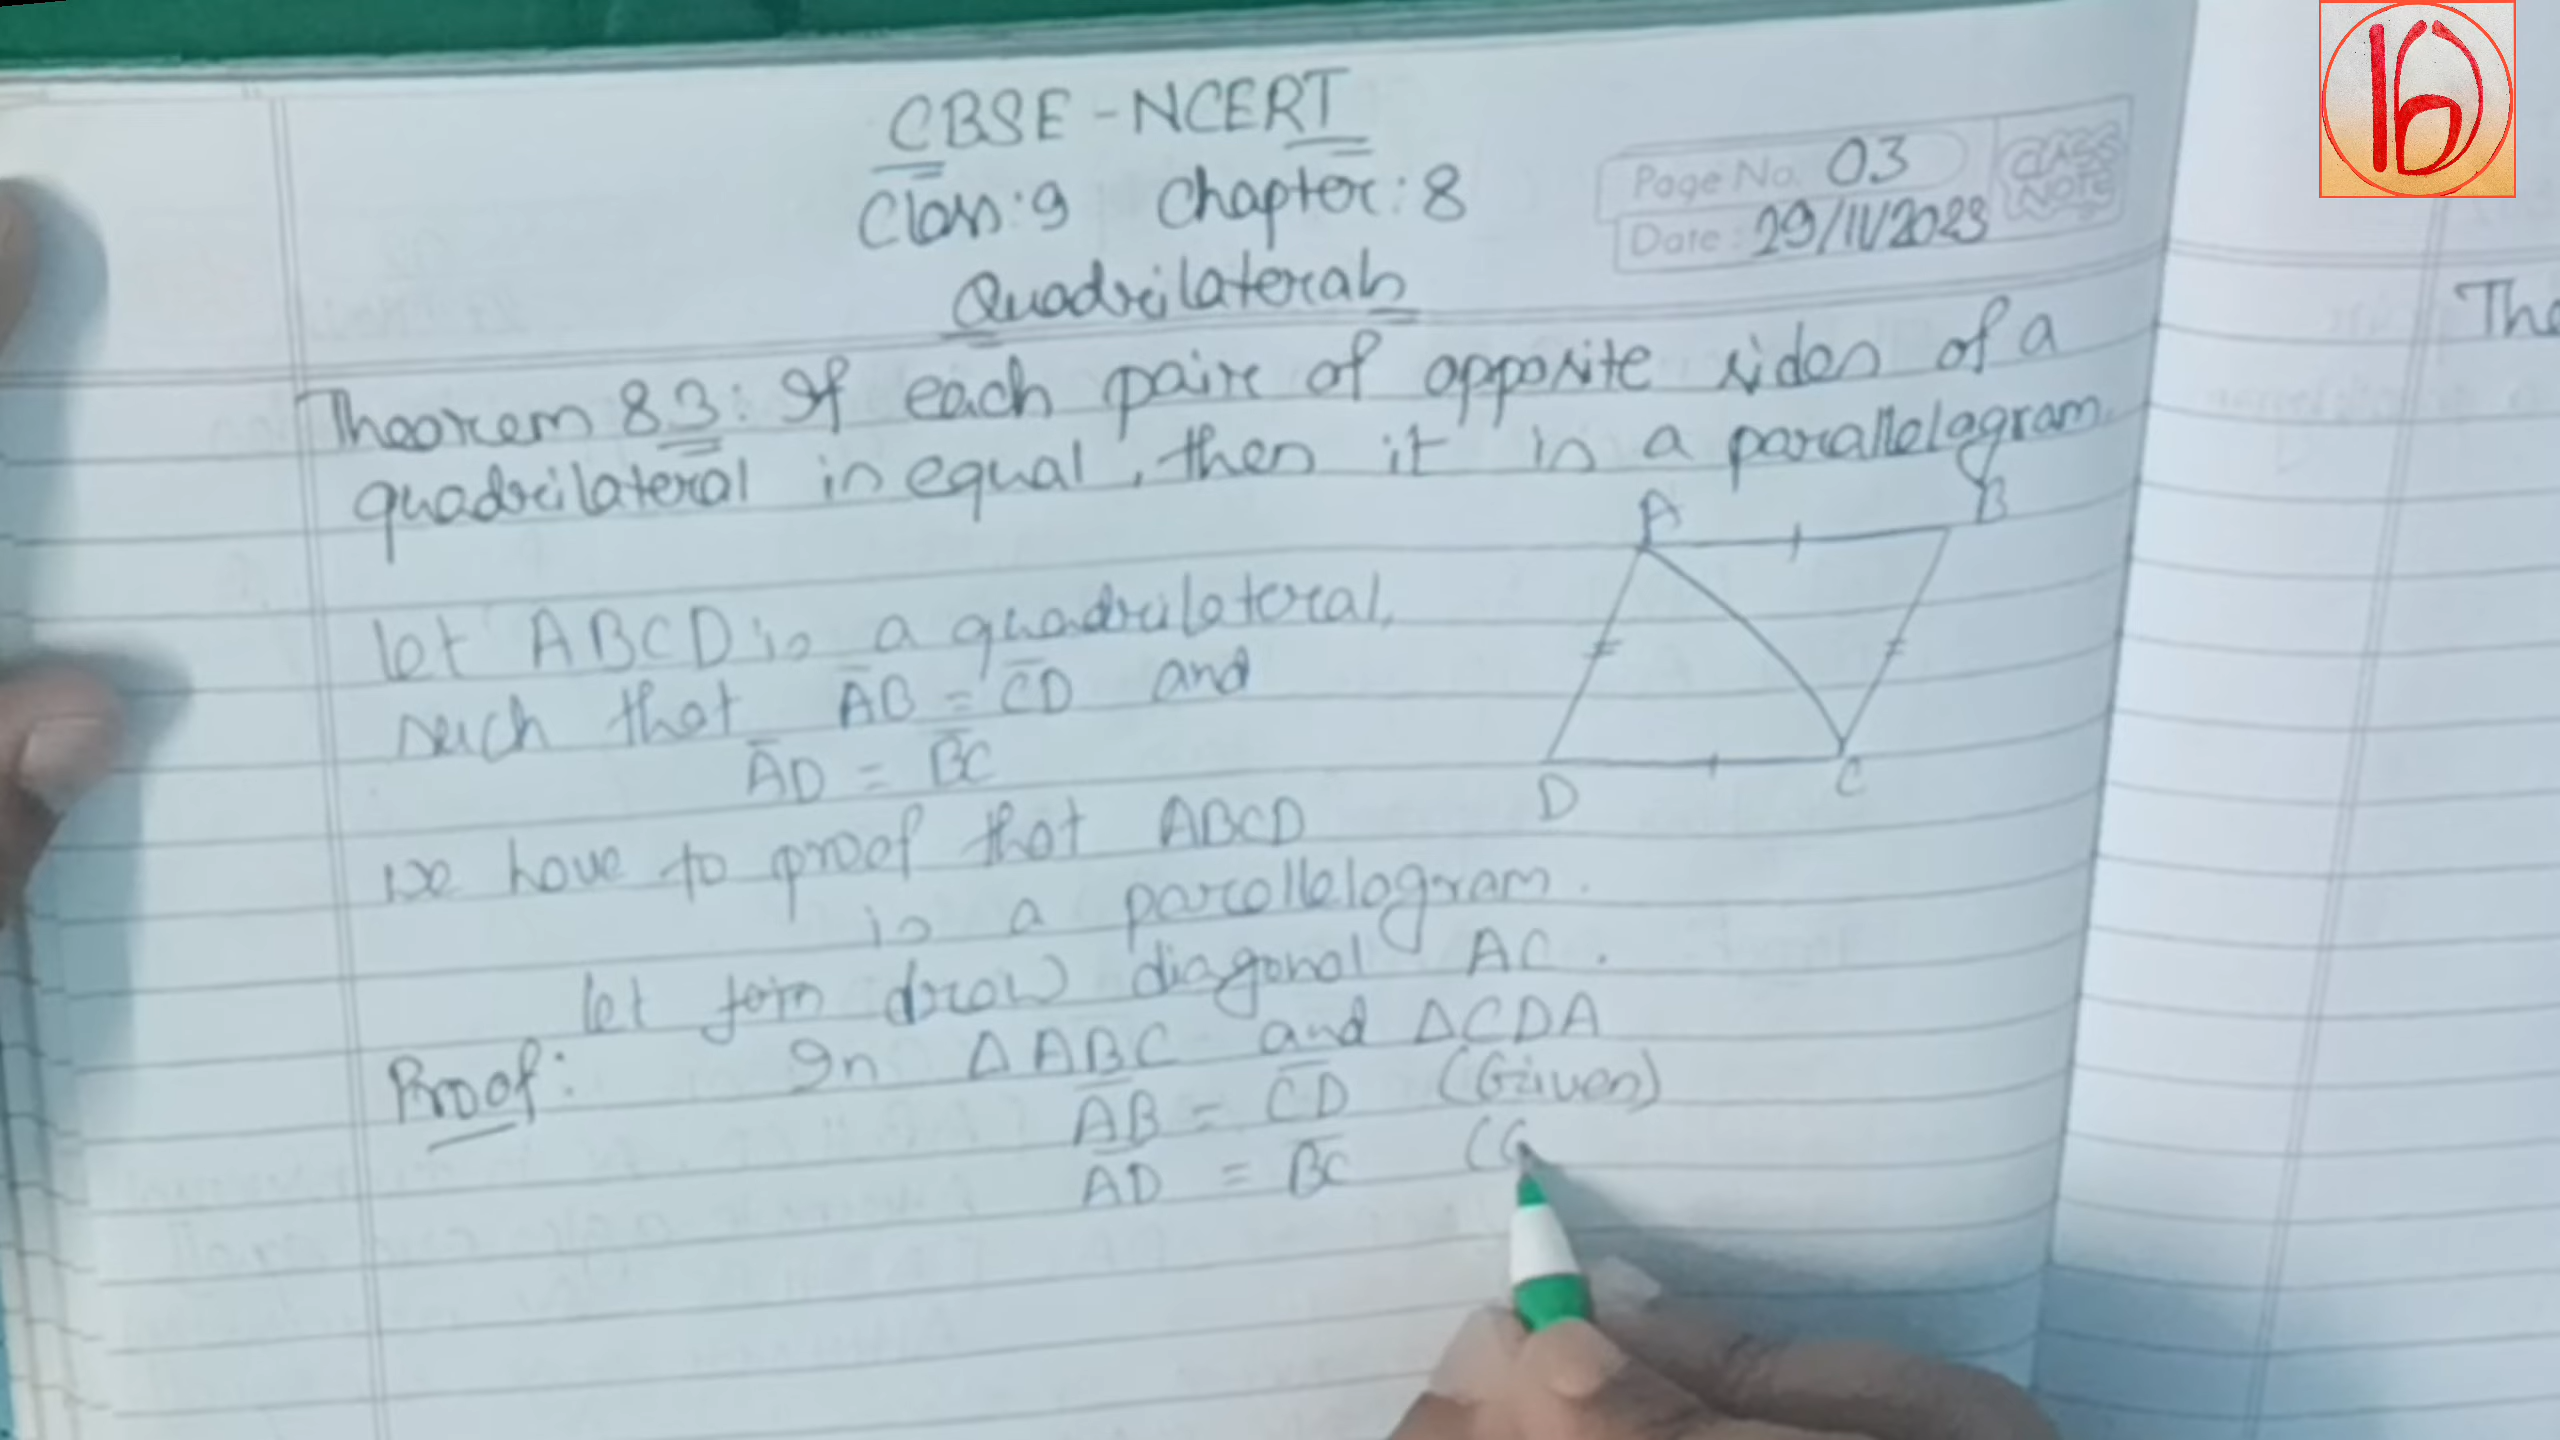 CBSE - NCERT
Page No. 03
CLASS NOTE
Class: 9 Chapter: 8
Date: 29/11/2023
Quadrilaterals
Theorem 8.3: If each pair of opposite sides of a
quadrilateral is equal, then it is a parallelogram.
A B
let ABCD is a quadrilateral,
such that AB = CD and
AD = BC
D C
we have to proof that ABCD
is a parallelogram.
let join draw diagonal AC.
Proof: In Δ ABC and ΔCDA
AB = CD (Given)
AD = BC (G